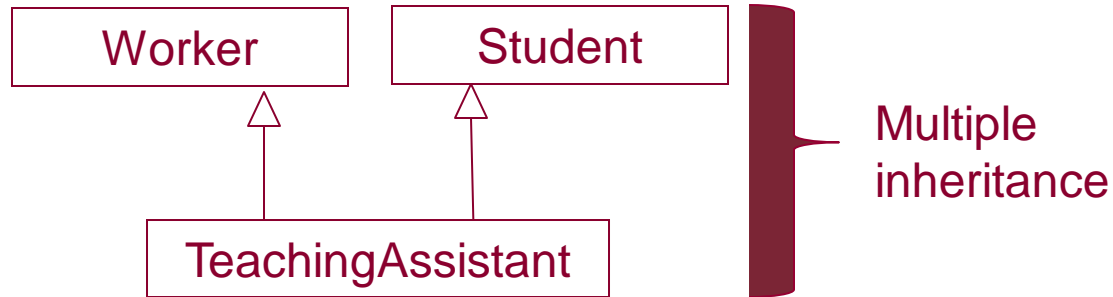 Worker
Student
Multiple
inheritance
TeachingAssistant